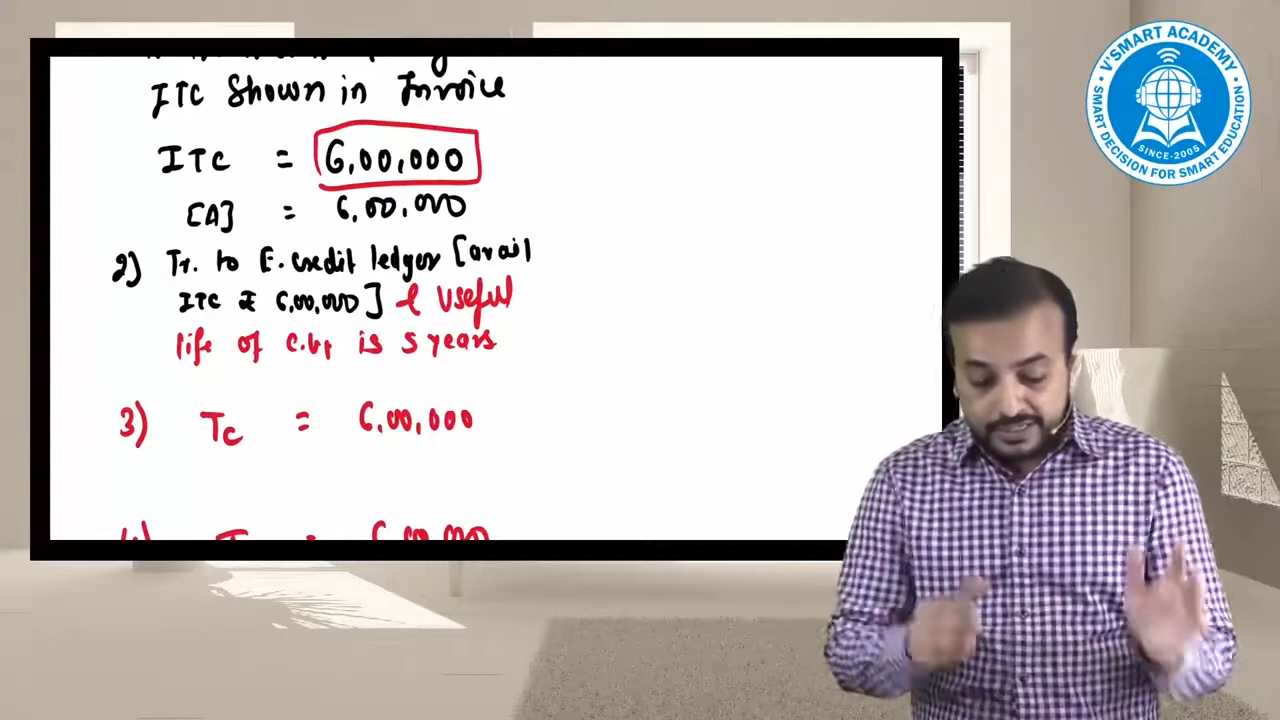 ITC Shown in Invoice
ITC = 6,00,000
[A] = 6,00,000
2) Tr. to E. credit ledger [avail
ITC ₹ 6,00,000] & useful
life of C.G. is 5 years
3) Tc = 6,00,000
V'SMART ACADEMY
SINCE-2005
SMART DECISION FOR SMART EDUCATION